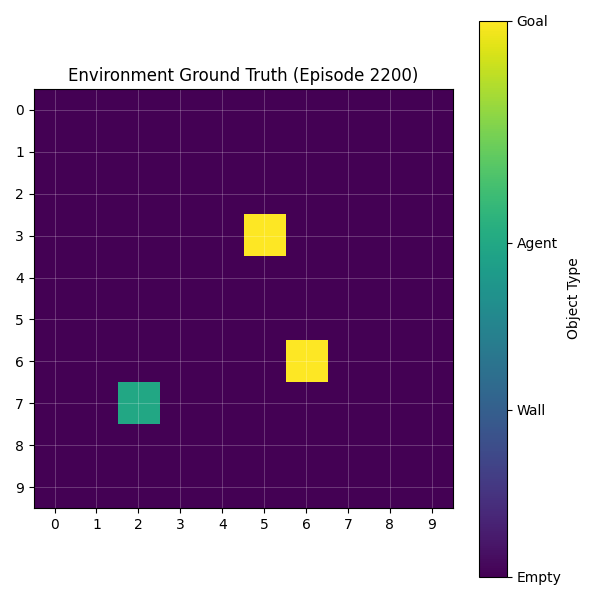 Environment Ground Truth (Episode 2200)
0
1
2
3
4
5
6
7
8
9
0 1 2 3 4 5 6 7 8 9
Goal
Agent
Wall
Empty
Object Type